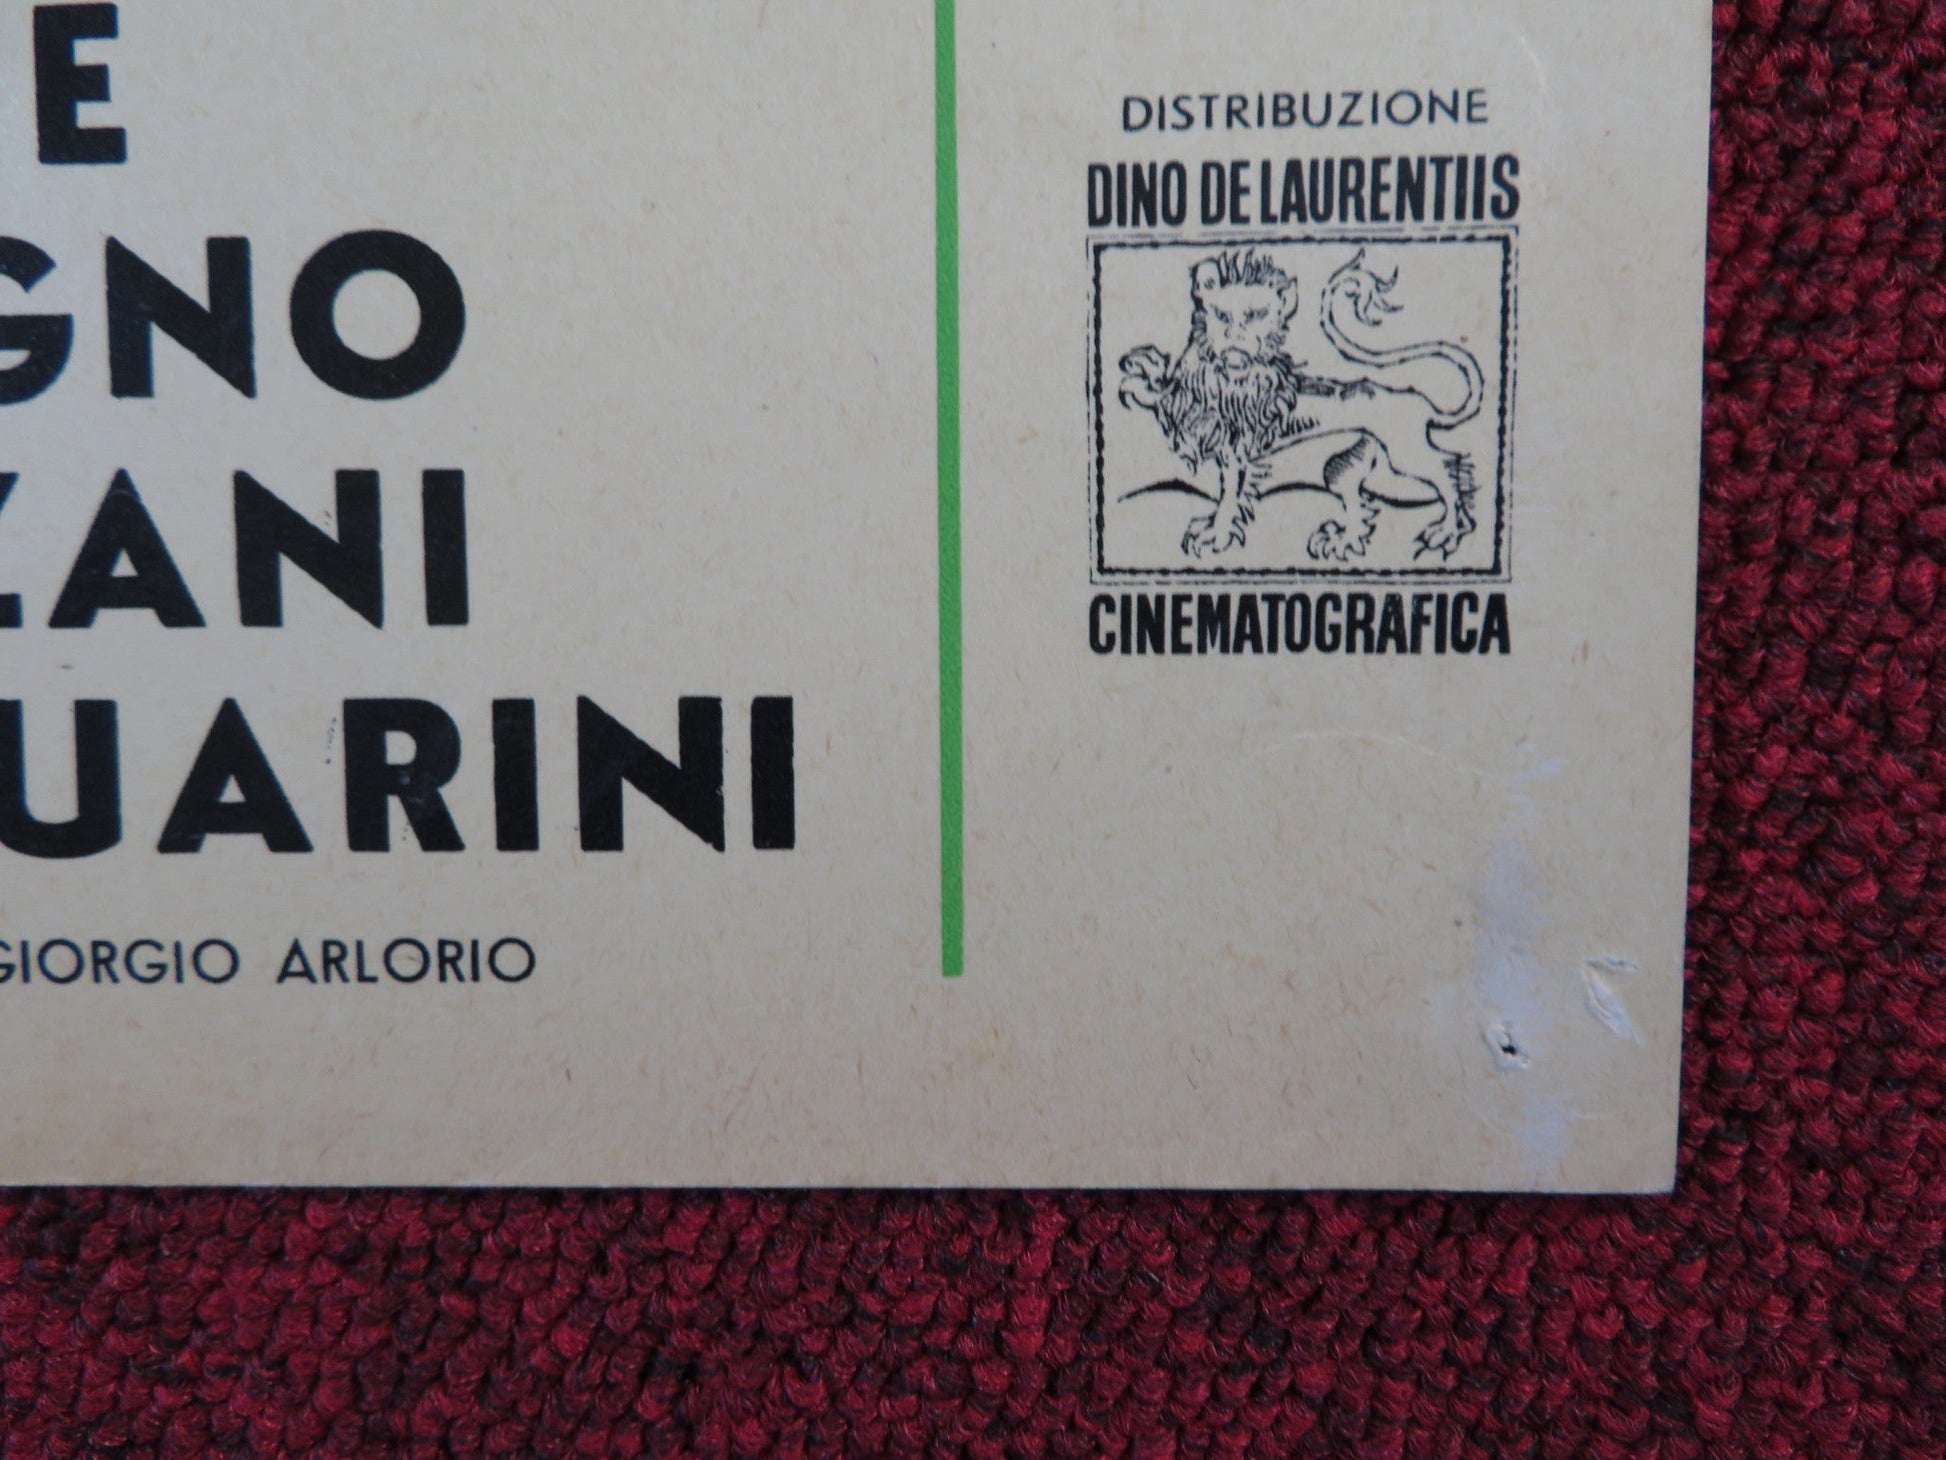 E
GNO
ZANI
UARINI
GIORGIO ARLORIO
DISTRIBUZIONE
DINO DE LAURENTIIS
CINEMATOGRAFICA